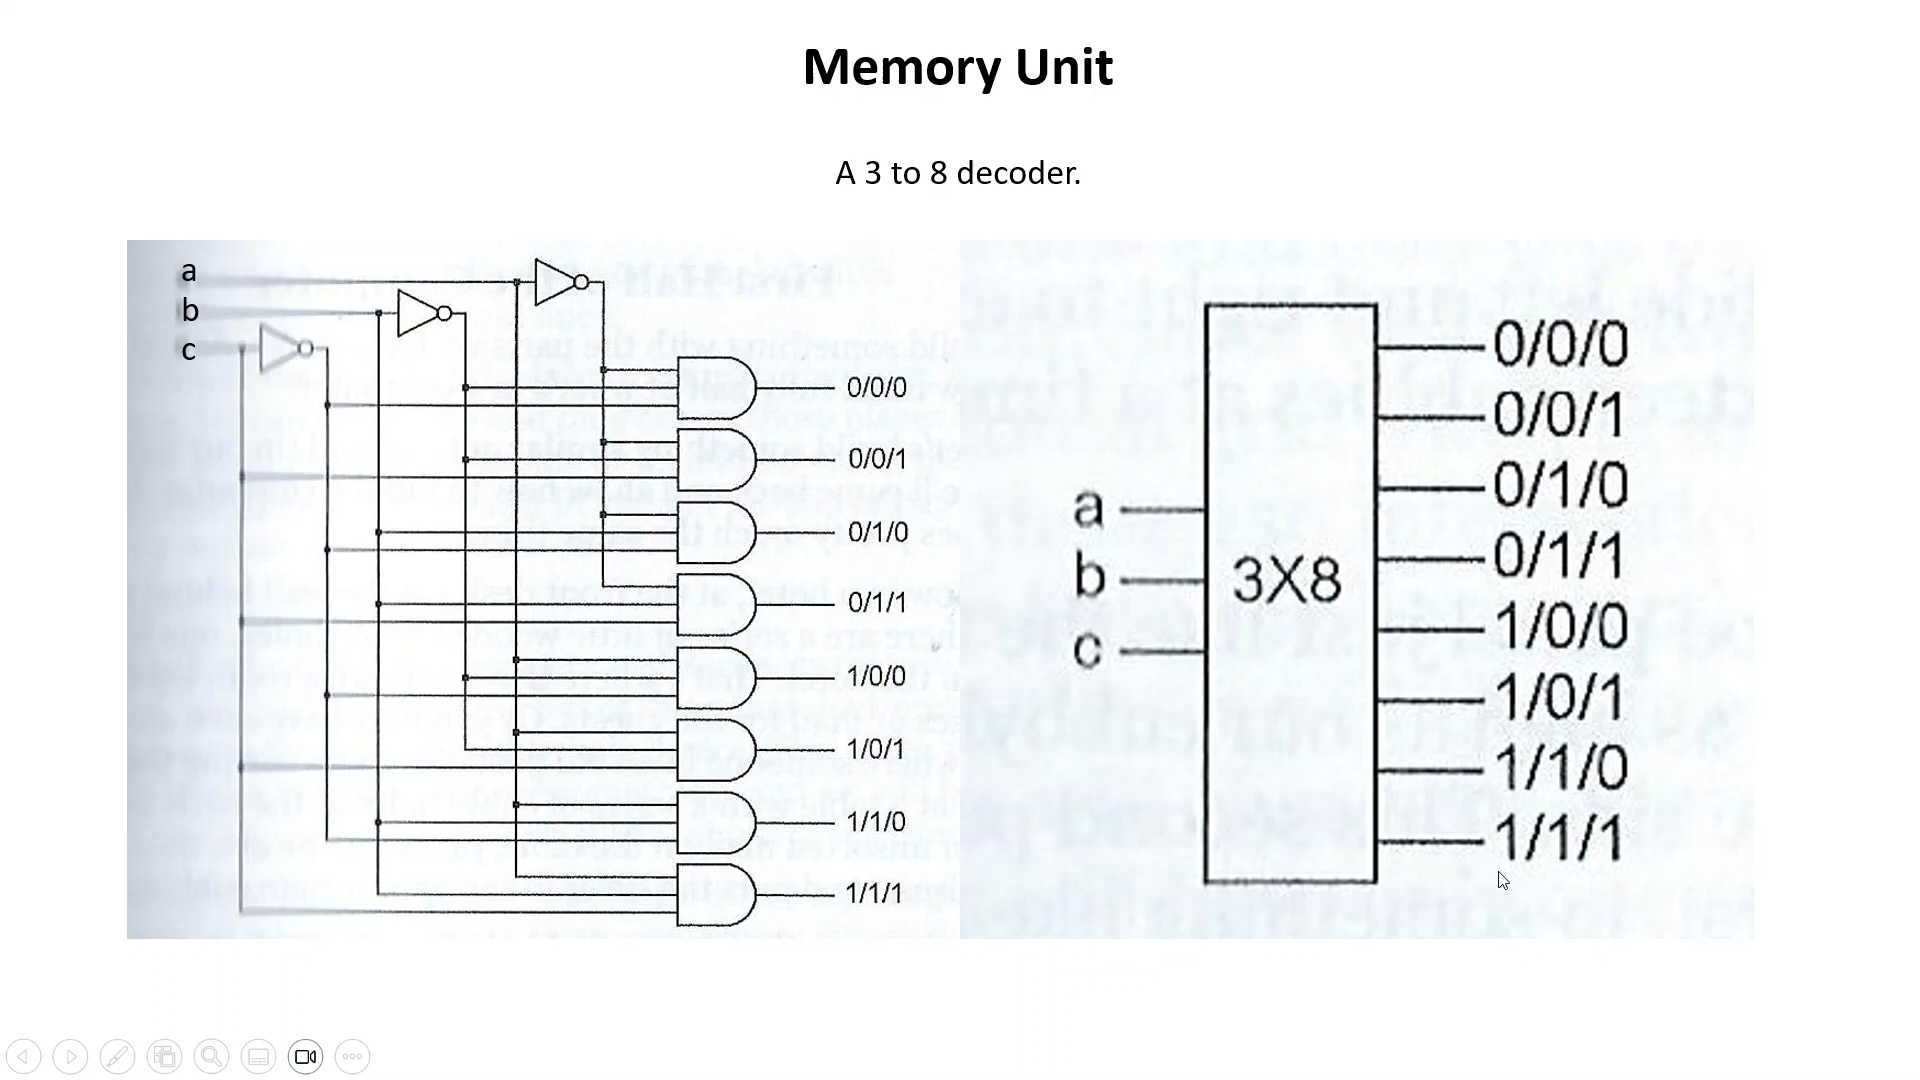 Memory Unit
A 3 to 8 decoder.
a
b
c
0/0/0
0/0/1
0/1/0
0/1/1
1/0/0
1/0/1
1/1/0
1/1/1
a
b
c
3X8
0/0/0
0/0/1
0/1/0
0/1/1
1/0/0
1/0/1
1/1/0
1/1/1